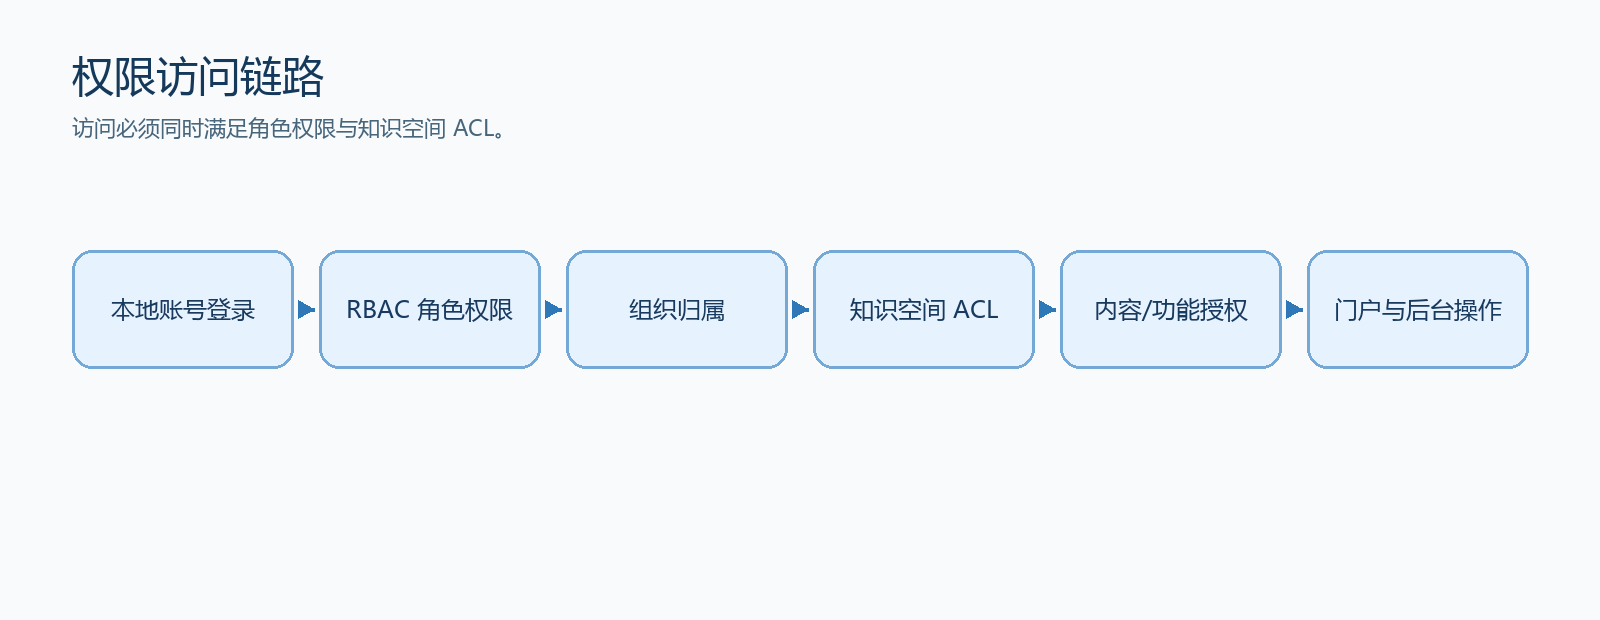 权限访问链路
访问必须同时满足角色权限与知识空间 ACL。
本地账号登录
RBAC 角色权限
组织归属
知识空间 ACL
内容/功能授权
门户与后台操作